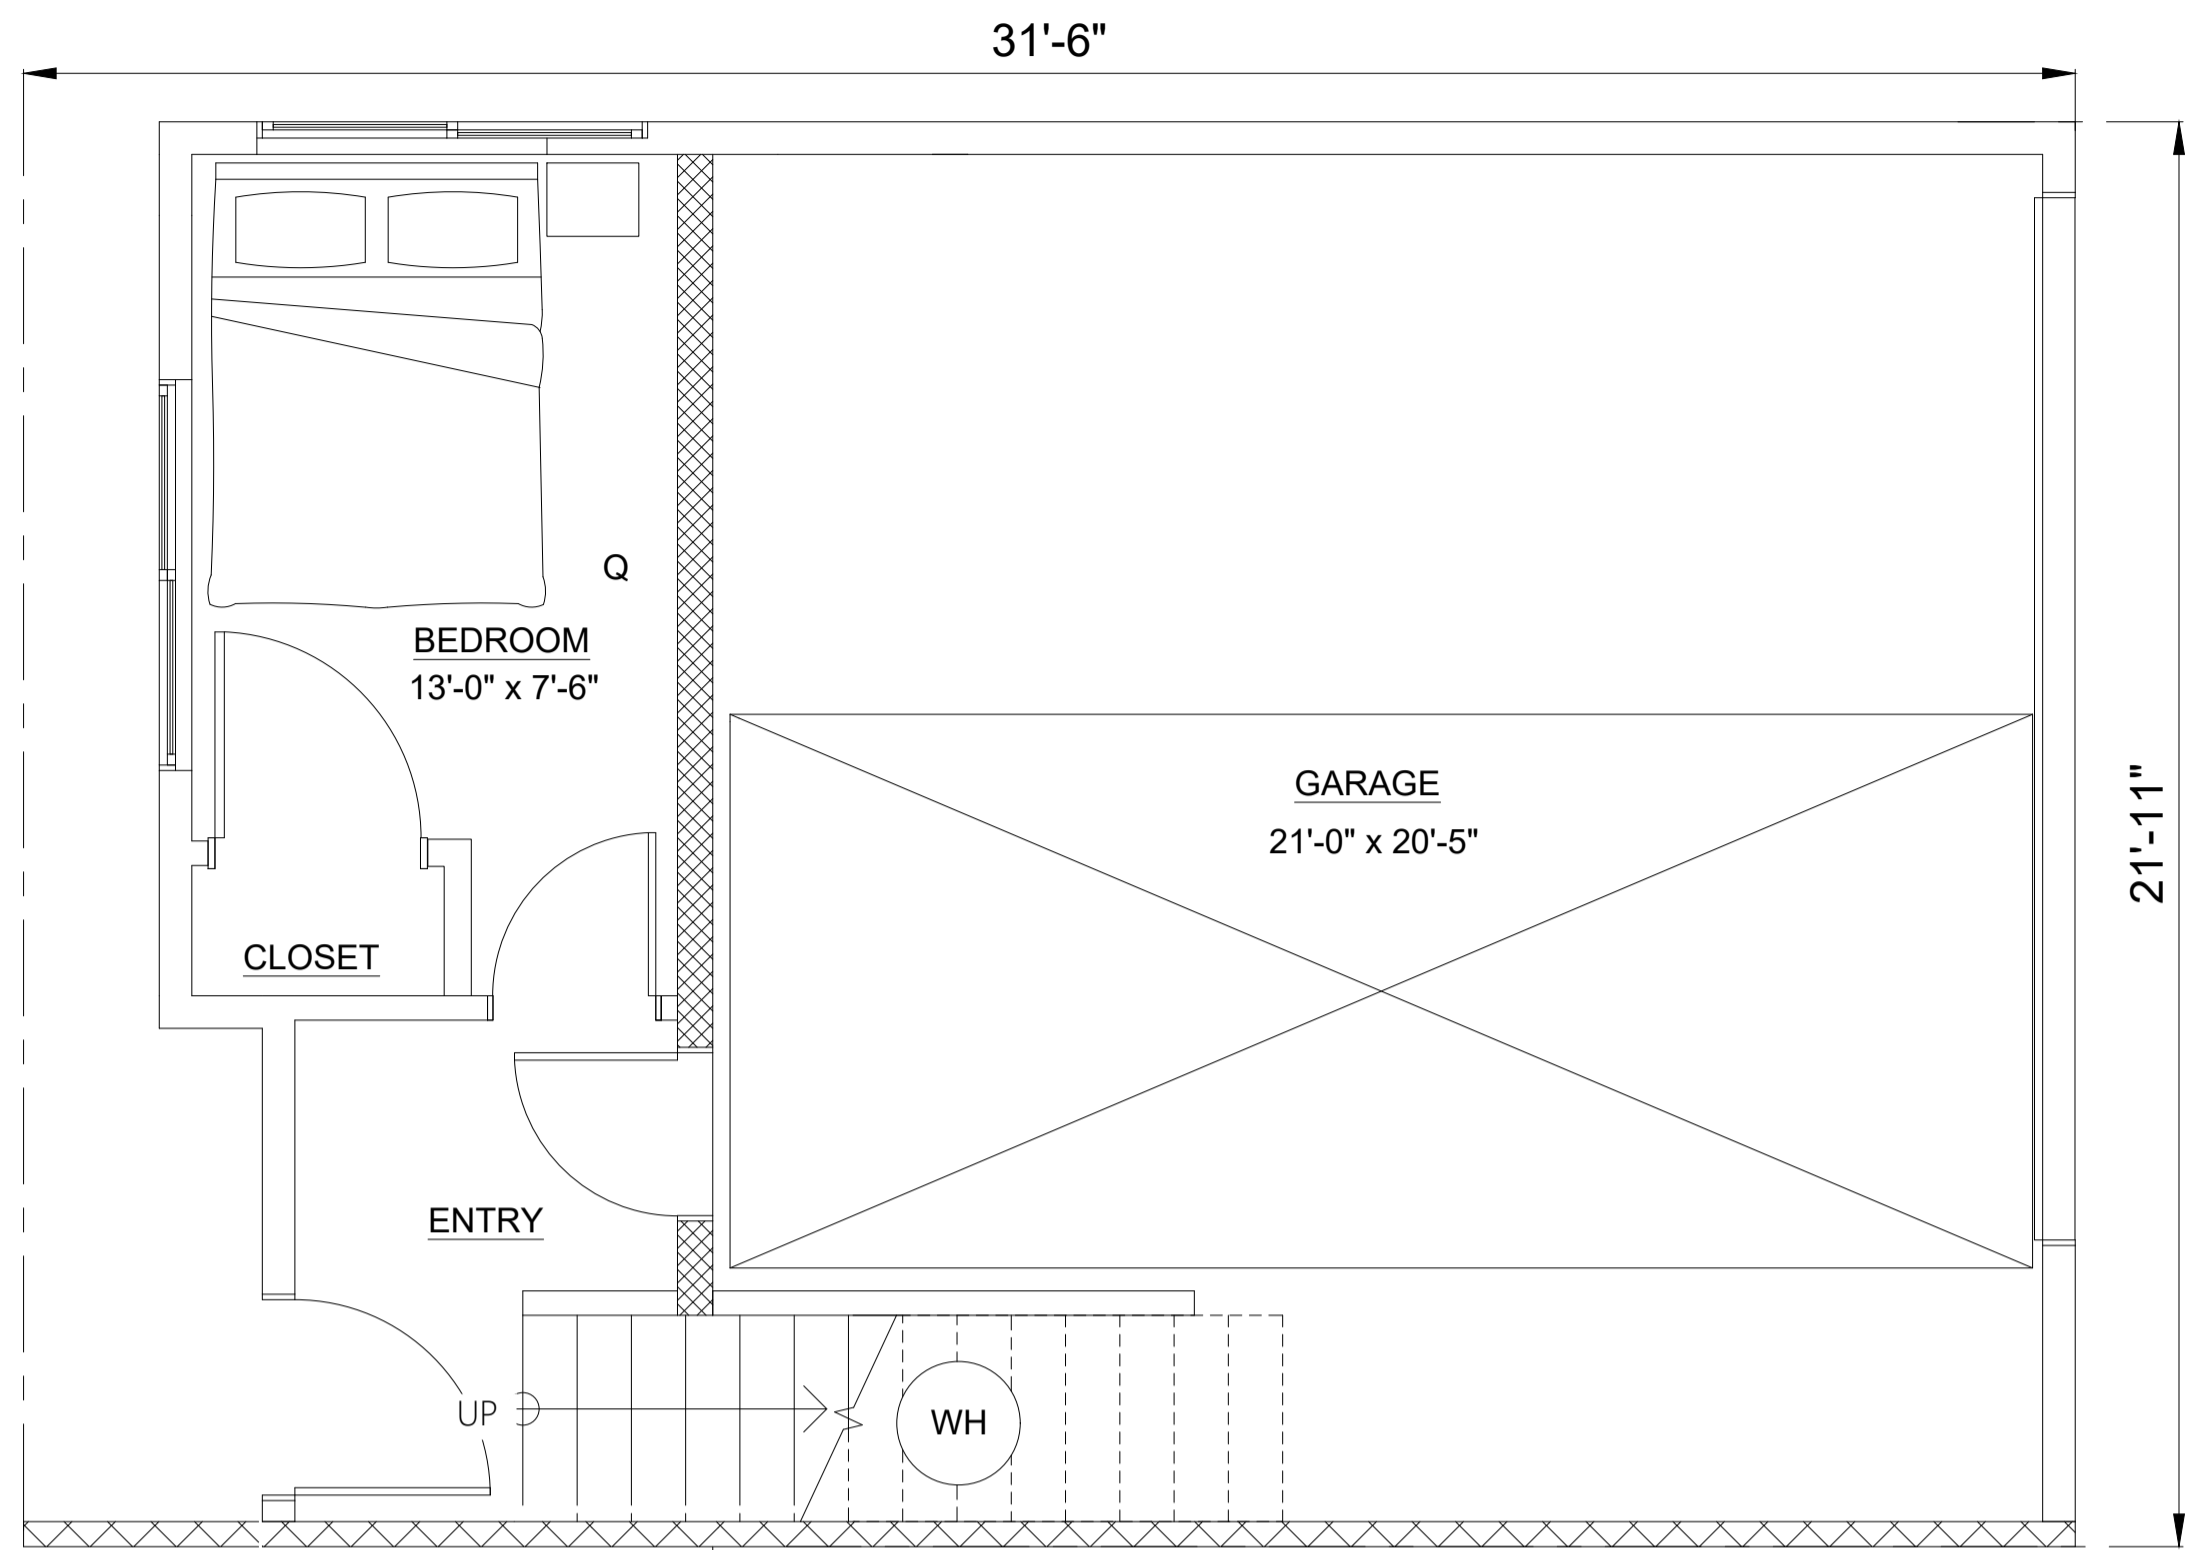 31'-6"
Q
BEDROOM
13'-0" x 7'-6"
GARAGE
21'-0" x 20'-5"
21'-11"
CLOSET
ENTRY
UP
WH